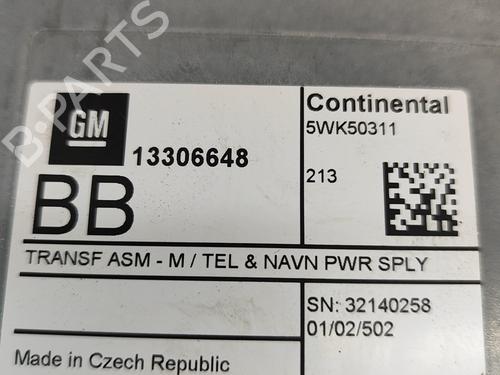 GM
13306648
BB
Continental
5WK50311
213
TRANSF ASM - M / TEL & NAVN PWR SPLY
SN: 32140258
01/02/502
Made in Czech Republic
B-PARTS